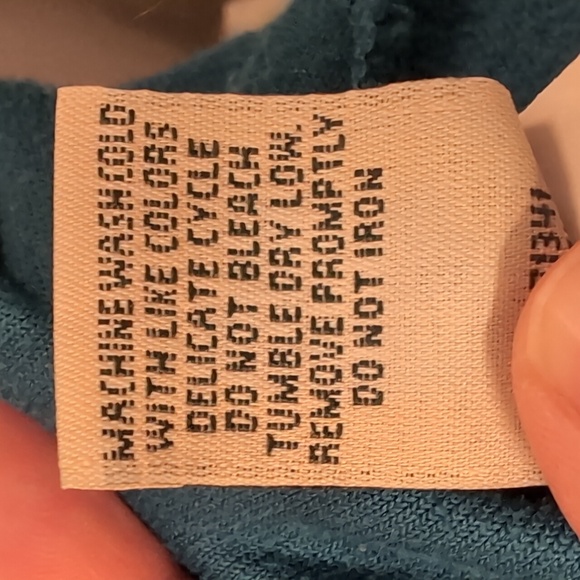 MACHINE WASH COLD
WITH LIKE COLORS
DELICATE CYCLE
DO NOT BLEACH
TUMBLE DRY LOW.
REMOVE PROMPTLY
DO NOT IRON